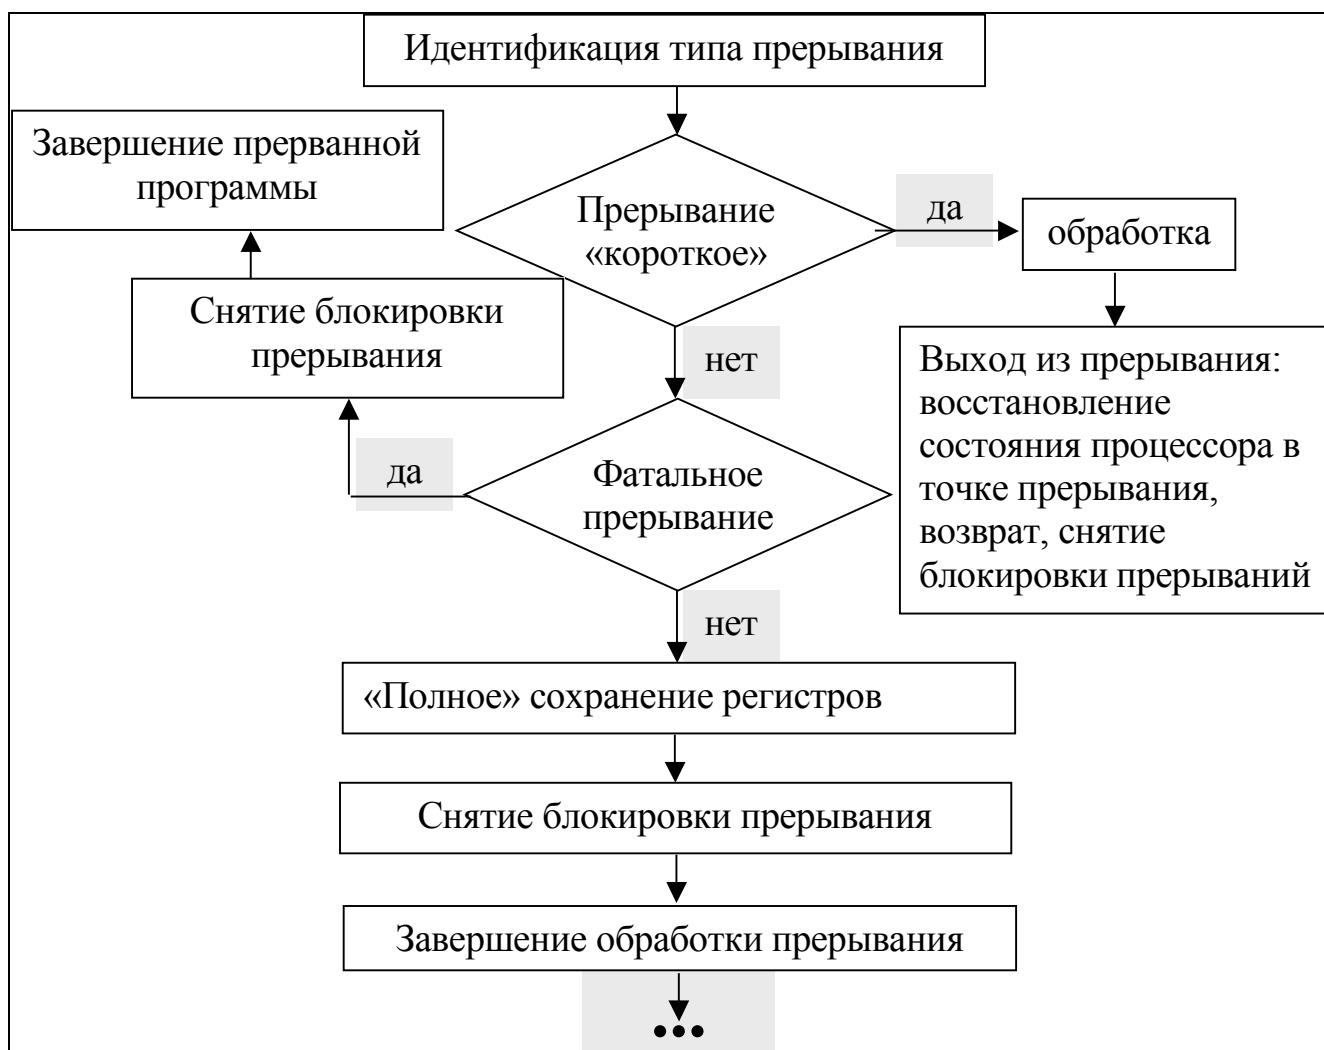 Идентификация типа прерывания
Завершение прерванной
программы
Прерывание
«короткое»
да
обработка
Снятие блокировки
прерывания
нет
Выход из прерывания:
восстановление
состояния процессора в
точке прерывания,
возврат, снятие
блокировки прерываний
да
Фатальное
прерывание
нет
«Полное» сохранение регистров
Снятие блокировки прерывания
Завершение обработки прерывания
•••